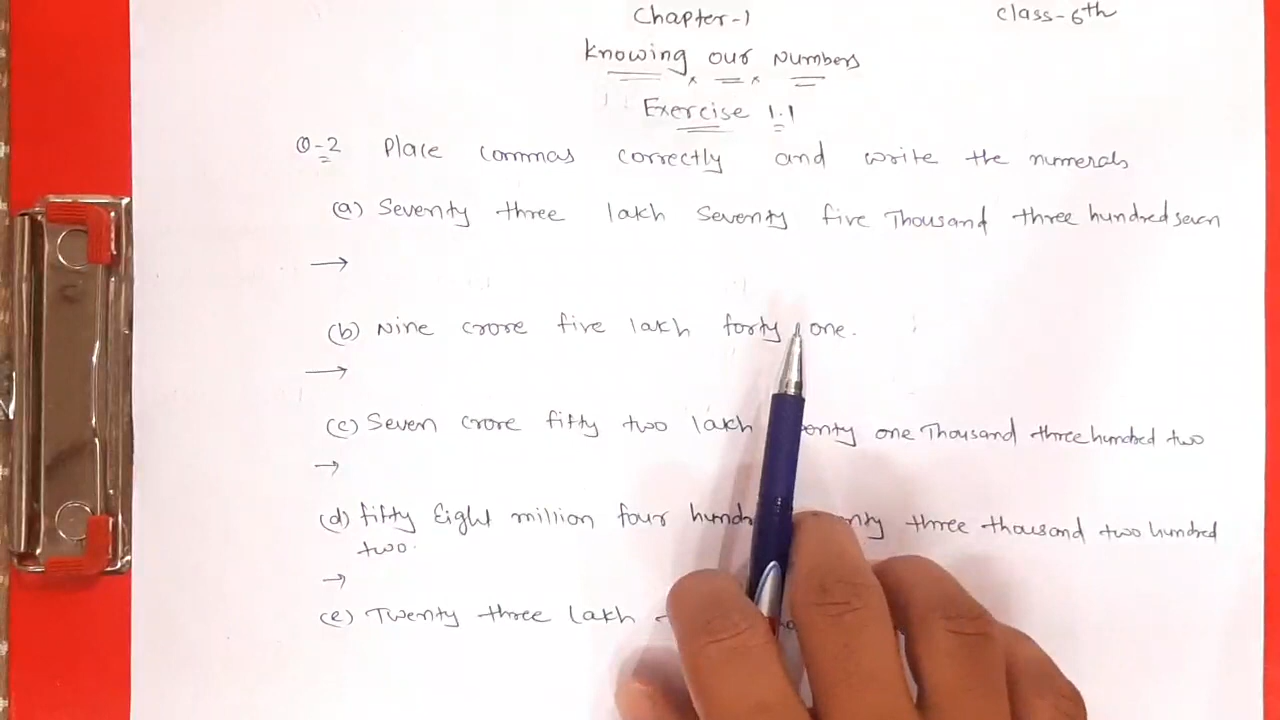 Chapter-1 class-6th
Knowing our Numbers
Exercise 1.1
Q-2 Place commas correctly and write the numerals
(a) Seventy three lakh Seventy five Thousand three hundred seven
→
(b) Nine crore five lakh forty one.
→
(c) Seven crore fifty two lakh one Thousand three hundred two
→
(d) fifty Eight million four three thousand two hundred
two.
→
(e) Twenty three lakh